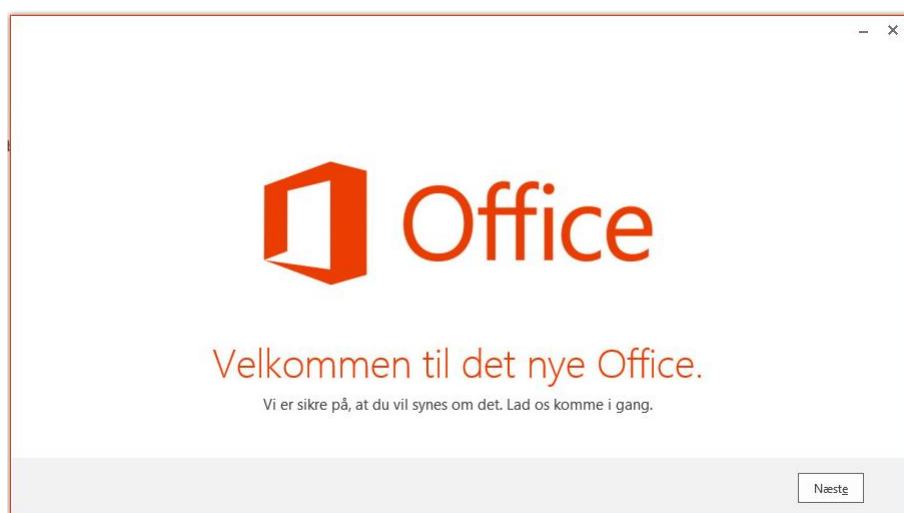 Office
Velkommen til det nye Office.
Vi er sikre på, at du vil synes om det. Lad os komme i gang.
Næste